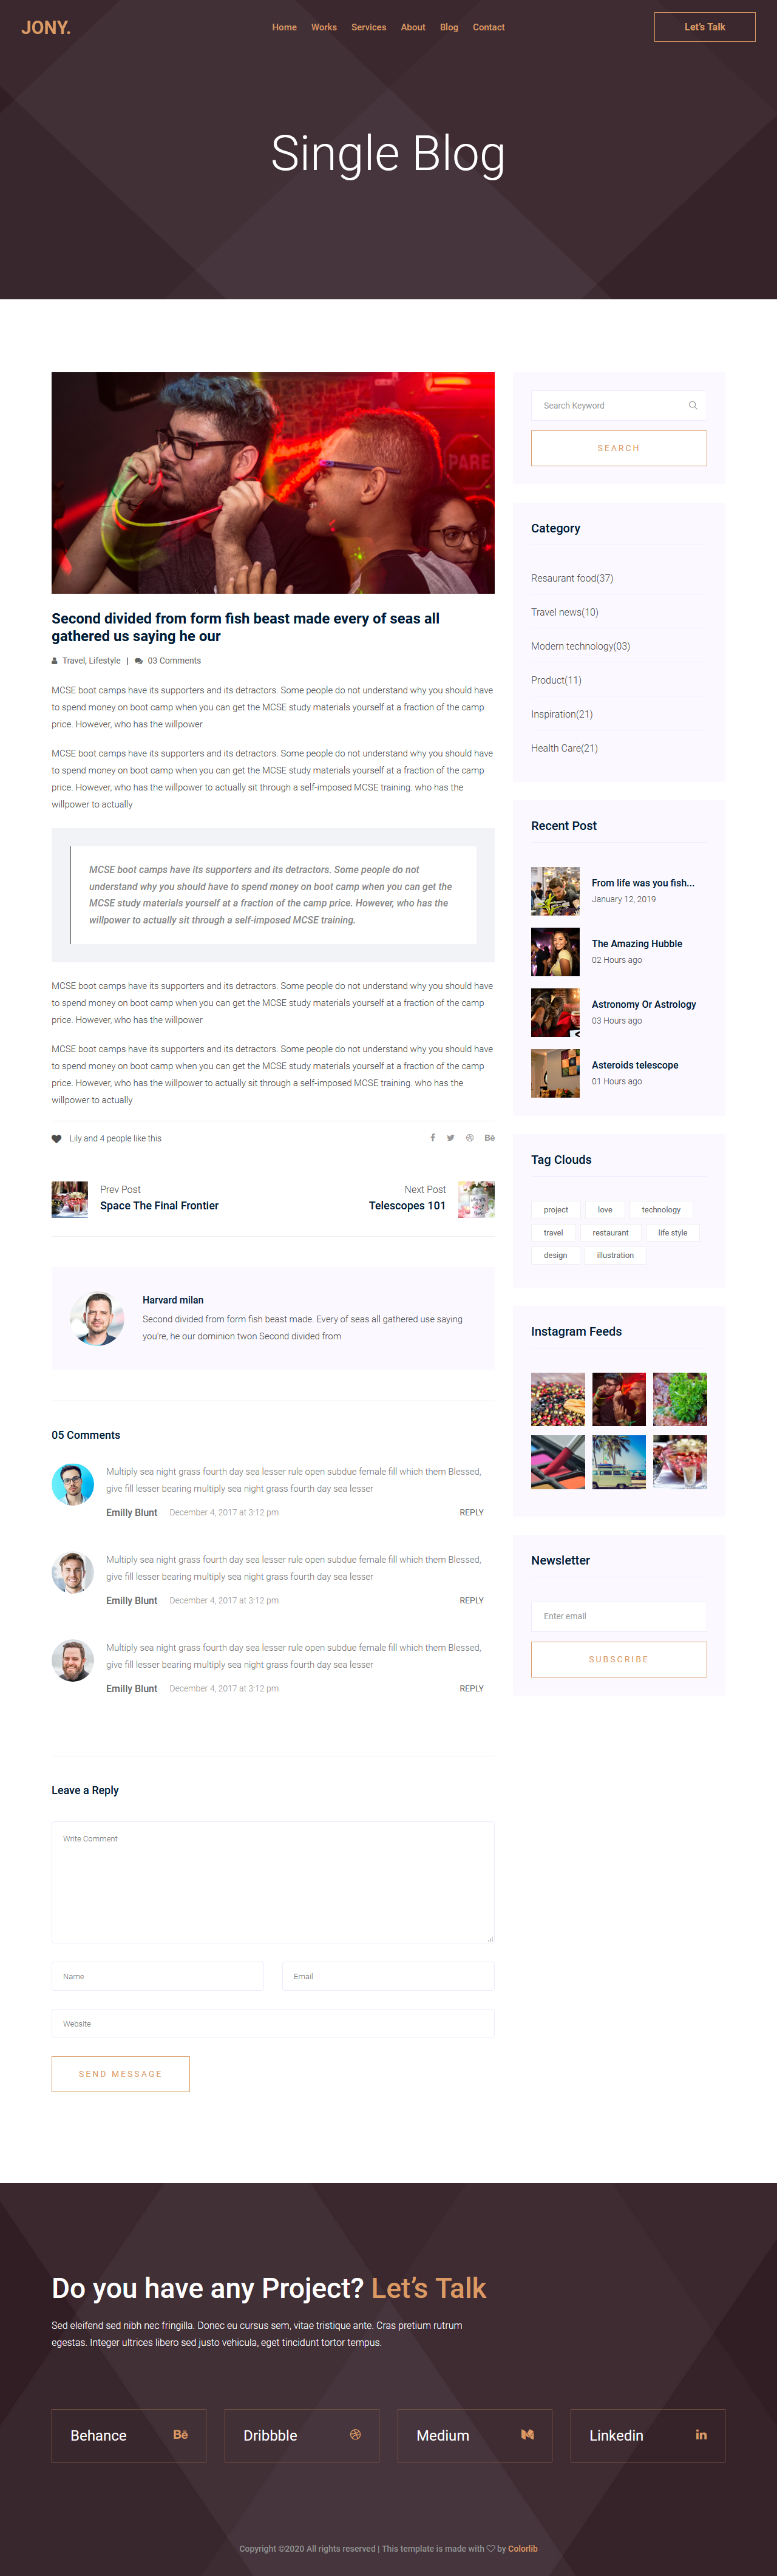 JONY.
Home Works Services About Blog Contact
Let's Talk
Single Blog
PARE
Second divided from form fish beast made every of seas all
gathered us saying he our
Travel, Lifestyle | 03 Comments
MCSE boot camps have its supporters and its detractors. Some people do not understand why you should have
to spend money on boot camp when you can get the MCSE study materials yourself at a fraction of the camp
price. However, who has the willpower
MCSE boot camps have its supporters and its detractors. Some people do not understand why you should have
to spend money on boot camp when you can get the MCSE study materials yourself at a fraction of the camp
price. However, who has the willpower to actually sit through a self-imposed MCSE training. who has the
willpower to actually
MCSE boot camps have its supporters and its detractors. Some people do not
understand why you should have to spend money on boot camp when you can get the
MCSE study materials yourself at a fraction of the camp price. However, who has the
willpower to actually sit through a self-imposed MCSE training.
MCSE boot camps have its supporters and its detractors. Some people do not understand why you should have
to spend money on boot camp when you can get the MCSE study materials yourself at a fraction of the camp
price. However, who has the willpower
MCSE boot camps have its supporters and its detractors. Some people do not understand why you should have
to spend money on boot camp when you can get the MCSE study materials yourself at a fraction of the camp
price. However, who has the willpower to actually sit through a self-imposed MCSE training. who has the
willpower to actually
Lily and 4 people like this
Bē
Prev Post
Space The Final Frontier
Next Post
Telescopes 101
Harvard milan
Second divided from form fish beast made. Every of seas all gathered use saying
you're, he our dominion twon Second divided from
05 Comments
Multiply sea night grass fourth day sea lesser rule open subdue female fill which them Blessed,
give fill lesser bearing multiply sea night grass fourth day sea lesser
Emilly Blunt December 4, 2017 at 3:12 pm REPLY
Multiply sea night grass fourth day sea lesser rule open subdue female fill which them Blessed,
give fill lesser bearing multiply sea night grass fourth day sea lesser
Emilly Blunt December 4, 2017 at 3:12 pm REPLY
Multiply sea night grass fourth day sea lesser rule open subdue female fill which them Blessed,
give fill lesser bearing multiply sea night grass fourth day sea lesser
Emilly Blunt December 4, 2017 at 3:12 pm REPLY
Leave a Reply
Write Comment
Name
Email
Website
SEND MESSAGE
Search Keyword
SEARCH
Category
Resaurant food(37)
Travel news(10)
Modern technology(03)
Product(11)
Inspiration(21)
Health Care(21)
Recent Post
From life was you fish...
January 12, 2019
The Amazing Hubble
02 Hours ago
Astronomy Or Astrology
03 Hours ago
Asteroids telescope
01 Hours ago
Tag Clouds
project love technology
travel restaurant life style
design illustration
Instagram Feeds
Newsletter
Enter email
SUBSCRIBE
Do you have any Project? Let's Talk
Sed eleifend sed nibh nec fringilla. Donec eu cursus sem, vitae tristique ante. Cras pretium rutrum
egestas. Integer ultrices libero sed justo vehicula, eget tincidunt tortor tempus.
Behance Bē
Dribbble
Medium
Linkedin in
Copyright ©2020 All rights reserved | This template is made with ♡ by Colorlib